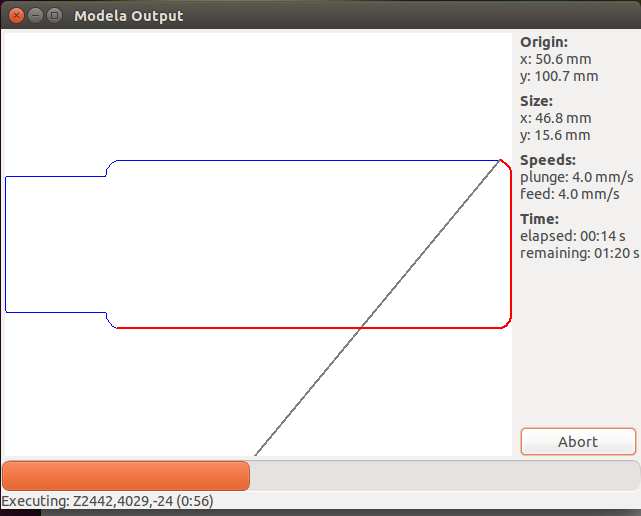 Modela Output
Origin:
x: 50.6 mm
y: 100.7 mm
Size:
x: 46.8 mm
y: 15.6 mm
Speeds:
plunge: 4.0 mm/s
feed: 4.0 mm/s
Time:
elapsed: 00:14 s
remaining: 01:20 s
Abort
Executing: Z2442,4029,-24 (0:56)